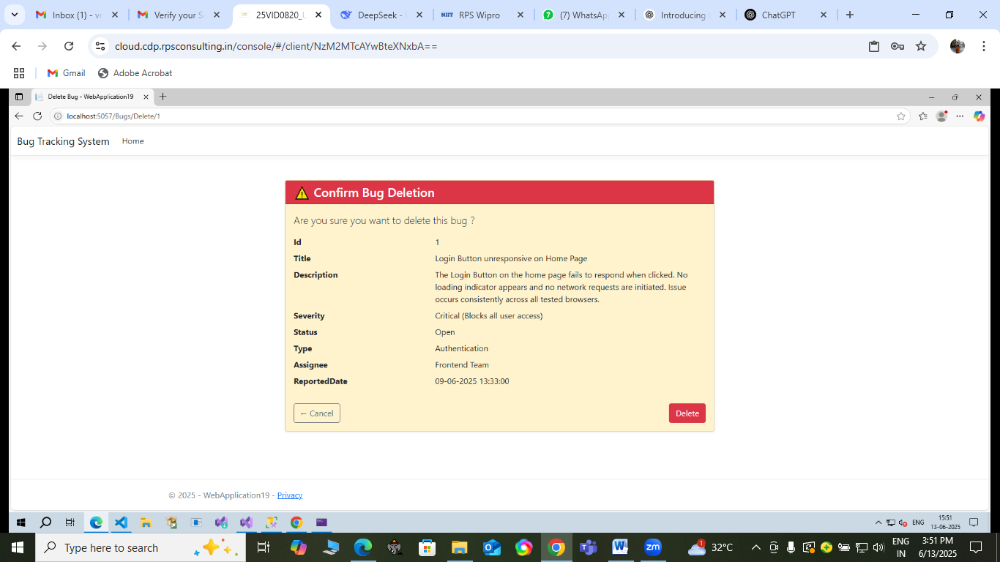 Inbox (1) - vr
Verify your S
25VID0820_U
DeepSeek -
NIIT RPS Wipro
7 (7) WhatsAp
Introducing
ChatGPT
cloud.cdp.rpsconsulting.in/console/#/client/NzM2MTcAYwBteXNxbA==
Gmail
Adobe Acrobat
Delete Bug - WebApplication19
localhost:5057/Bugs/Delete/1
Bug Tracking System Home
Confirm Bug Deletion
Are you sure you want to delete this bug ?
Id 1
Title Login Button unresponsive on Home Page
Description The Login Button on the home page fails to respond when clicked. No
loading indicator appears and no network requests are initiated. Issue
occurs consistently across all tested browsers.
Severity Critical (Blocks all user access)
Status Open
Type Authentication
Assignee Frontend Team
ReportedDate 09-06-2025 13:33:00
← Cancel Delete
© 2025 - WebApplication19 - Privacy
ENG
15:51
13-06-2025
Type here to search
zm
1
32°C
ENG
IN
3:51 PM
6/13/2025